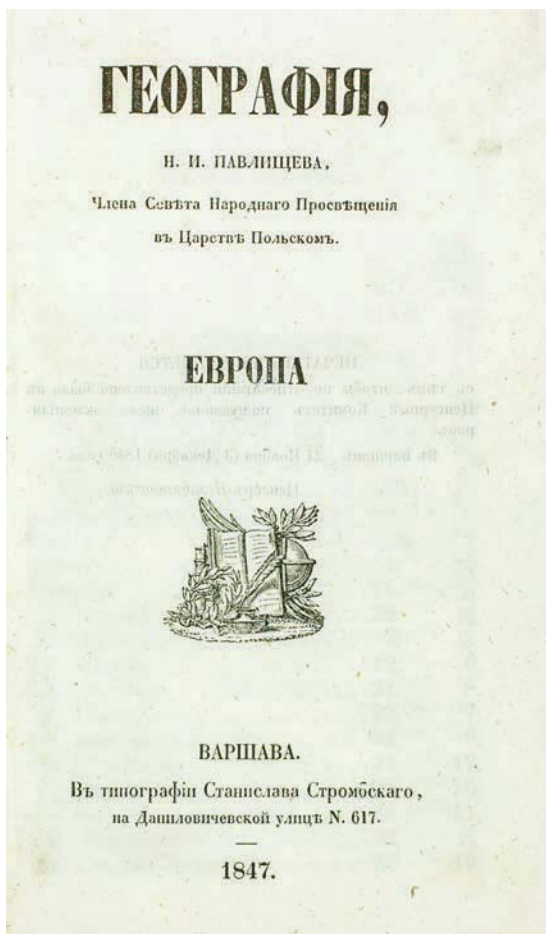 ГЕОГРАФІЯ,
Н. И. ПАВЛИЩЕВА,
Члена Совѣта Народнаго Просвѣщенія
въ Царствѣ Польскомъ.
ЕВРОПА
ВАРШАВА.
Въ типографіи Станислава Стромбскаго,
на Даниловичевской улицѣ N. 617.
1847.